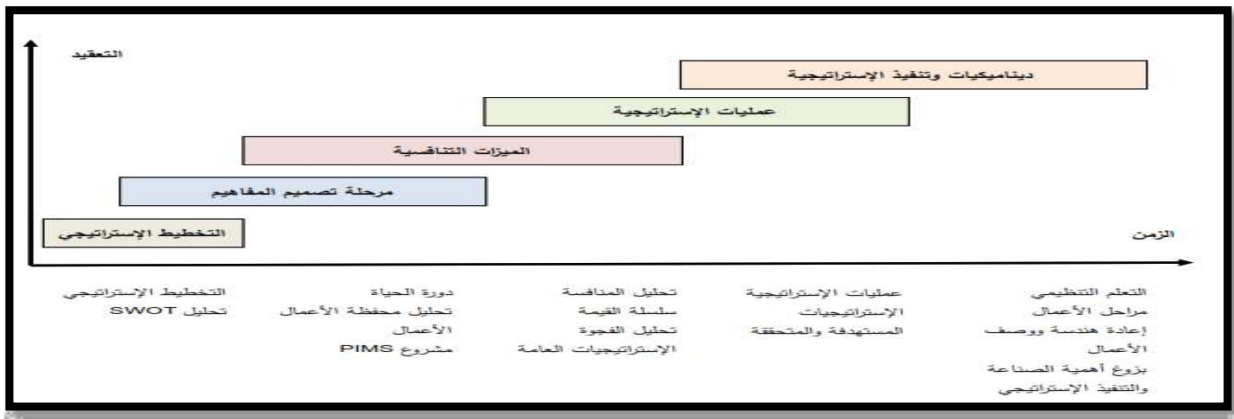 التعقيد
ديناميكيات وتنفيذ الإستراتيجية
عمليات الإستراتيجية
الميزات التنافسية
مرحلة تصميم المفاهيم
التخطيط الإستراتيجي
الزمن
التخطيط الإستراتيجي
تحليل SWOT
دورة الحياة
تحليل محفظة الأعمال
الأعمال
مشروع PIMS
تحليل المنافسة
سلسلة القيمة
تحليل الفجوة
الإستراتيجيات العامة
عمليات الإستراتيجية
الإستراتيجيات
المستهدفة والمتحققة
التعلم التنظيمي
مراحل الأعمال
إعادة هندسة ووصف
الأعمال
بزوغ أهمية الصناعة
والتنفيذ الإستراتيجي